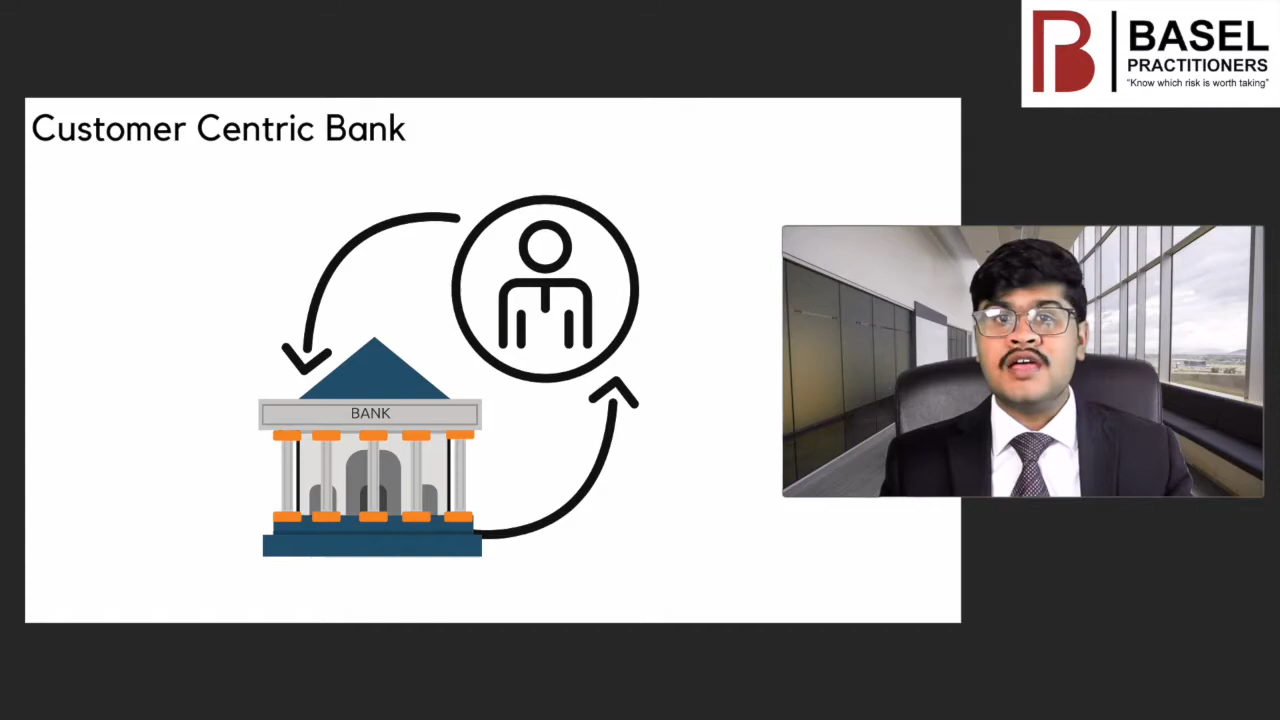 Customer Centric Bank
BANK
BASEL
PRACTITIONERS
"Know which risk is worth taking"